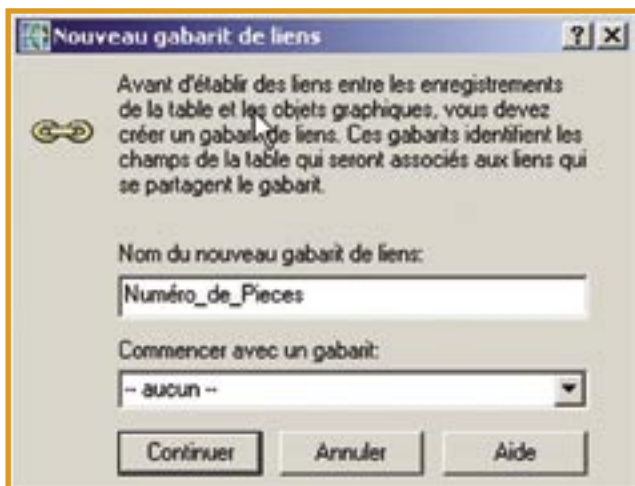 Nouveau gabarit de liens
Avant d'établir des liens entre les enregistrements
de la table et les objets graphiques, vous devez
créer un gabarit de liens. Ces gabarits identifient les
champs de la table qui seront associés aux liens qui
se partagent le gabarit.
Nom du nouveau gabarit de liens:
Numéro_de_Pieces
Commencer avec un gabarit:
-- aucun --
Continuer Annuler Aide